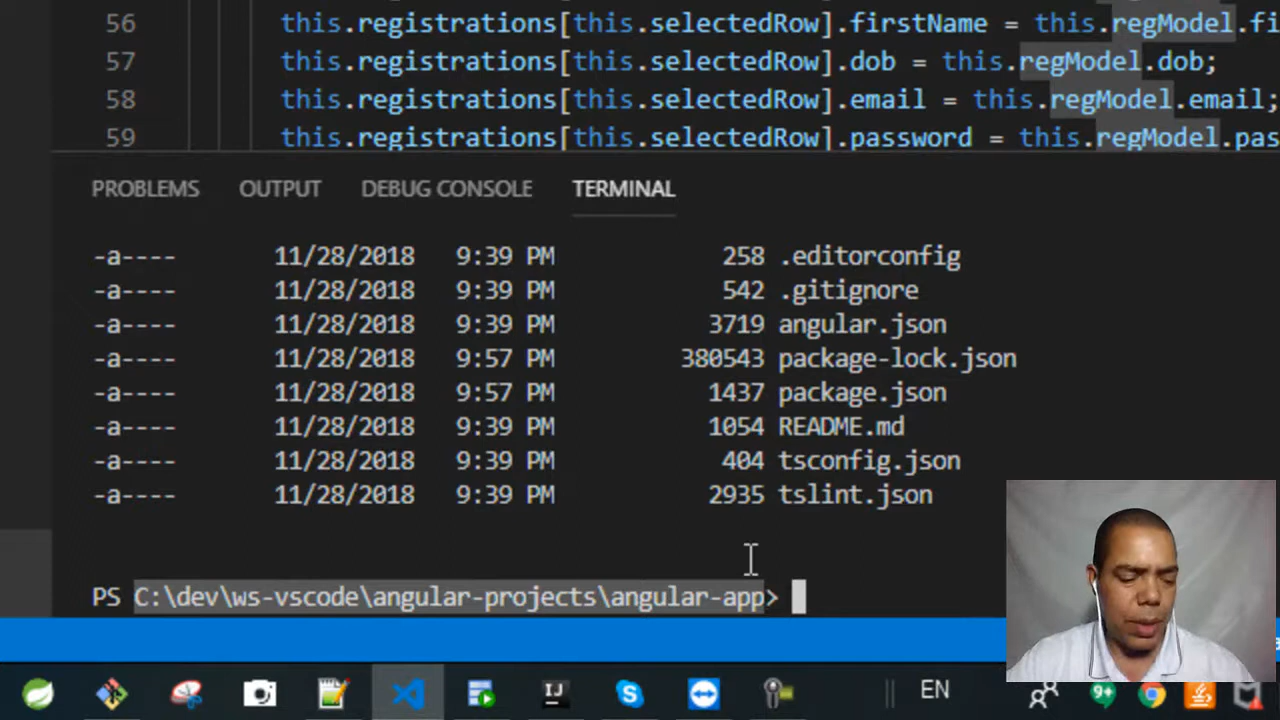 56 this.registrations[this.selectedRow].firstName = this.regModel.fi
57 this.registrations[this.selectedRow].dob = this.regModel.dob;
58 this.registrations[this.selectedRow].email = this.regModel.email;
59 this.registrations[this.selectedRow].password = this.regModel.pas
PROBLEMS OUTPUT DEBUG CONSOLE TERMINAL
-a---- 11/28/2018 9:39 PM 258 .editorconfig
-a---- 11/28/2018 9:39 PM 542 .gitignore
-a---- 11/28/2018 9:39 PM 3719 angular.json
-a---- 11/28/2018 9:57 PM 380543 package-lock.json
-a---- 11/28/2018 9:57 PM 1437 package.json
-a---- 11/28/2018 9:39 PM 1054 README.md
-a---- 11/28/2018 9:39 PM 404 tsconfig.json
-a---- 11/28/2018 9:39 PM 2935 tslint.json
PS C:\dev\ws-vscode\angular-projects\angular-app>
IJ EN 9+